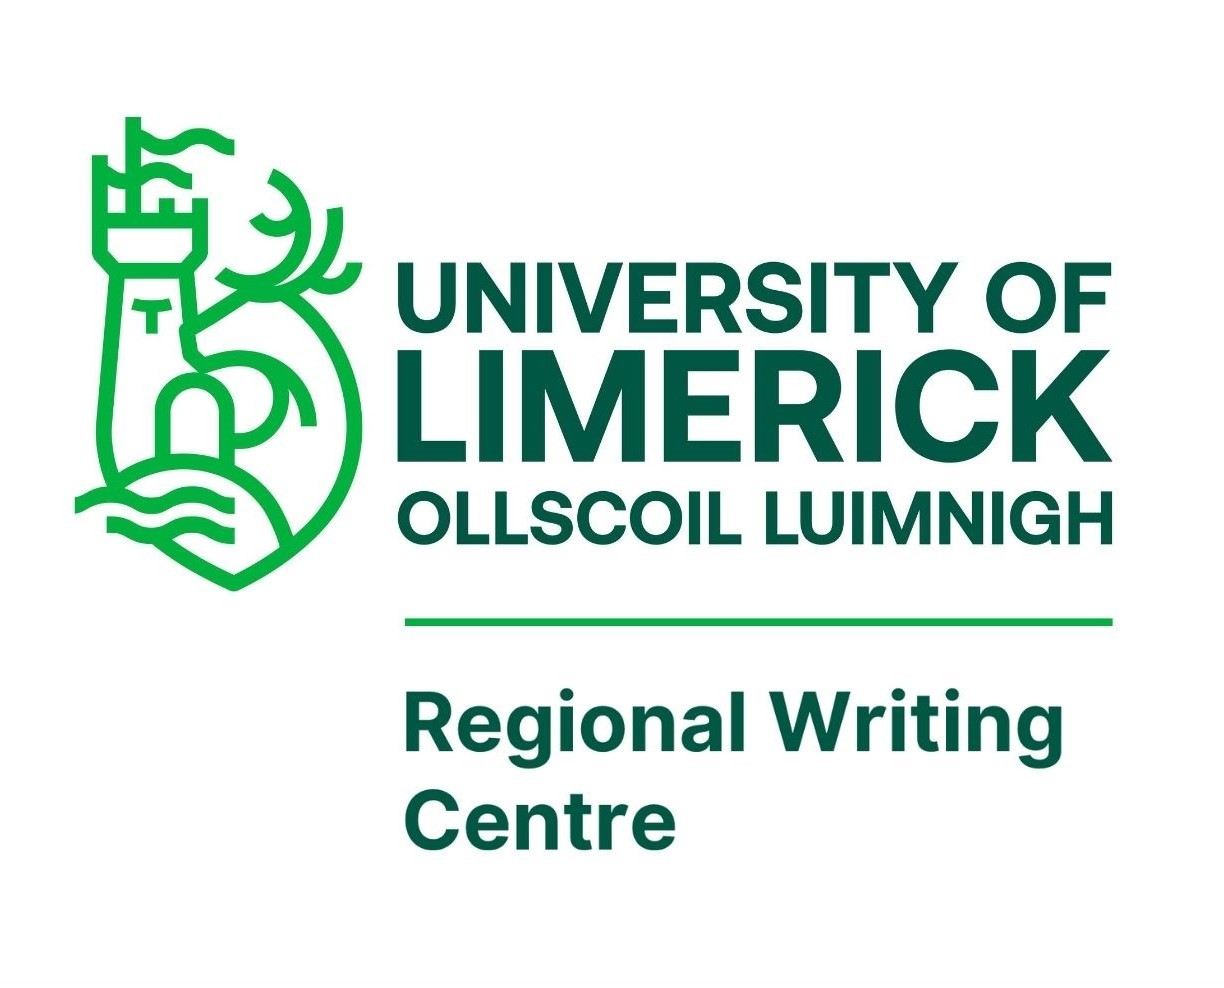 UNIVERSITY OF
LIMERICK
OLLSCOIL LUIMNIGH
Regional Writing
Centre